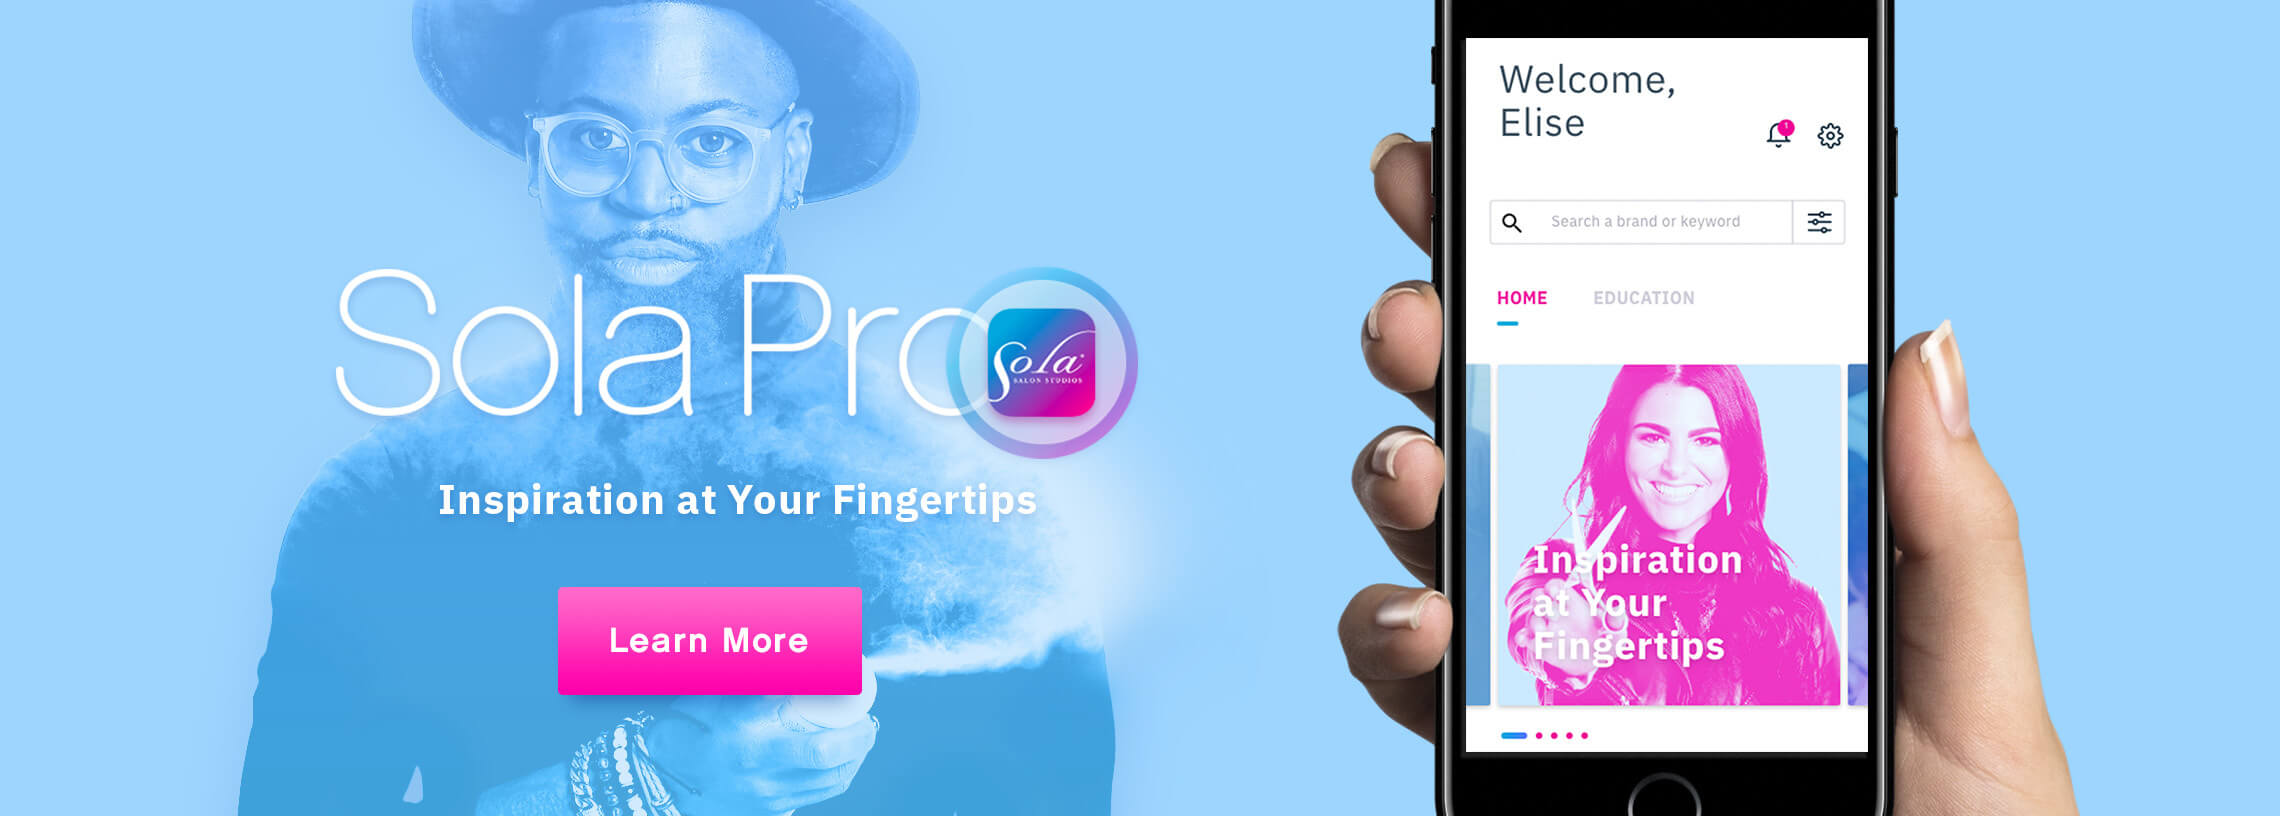 Sola Pro
Sola®
SALON STUDIOS
Inspiration at Your Fingertips
Learn More
Welcome,
Elise
1
Search a brand or keyword
HOME EDUCATION
Inspiration
at Your
Fingertips